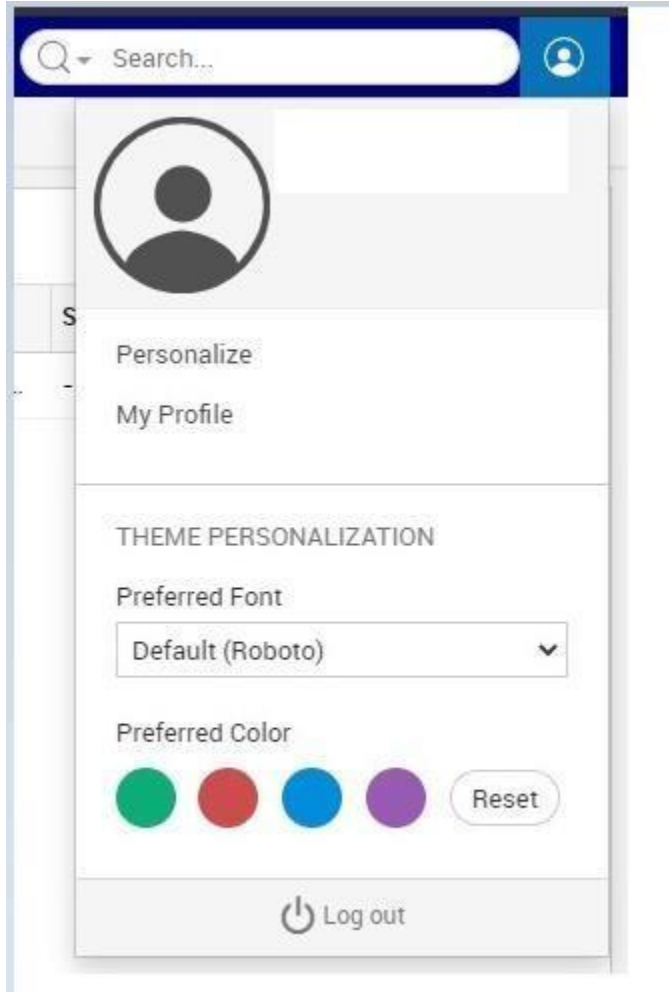 Search...
S
.. -
Personalize
My Profile
THEME PERSONALIZATION
Preferred Font
Default (Roboto)
Preferred Color
Reset
Log out